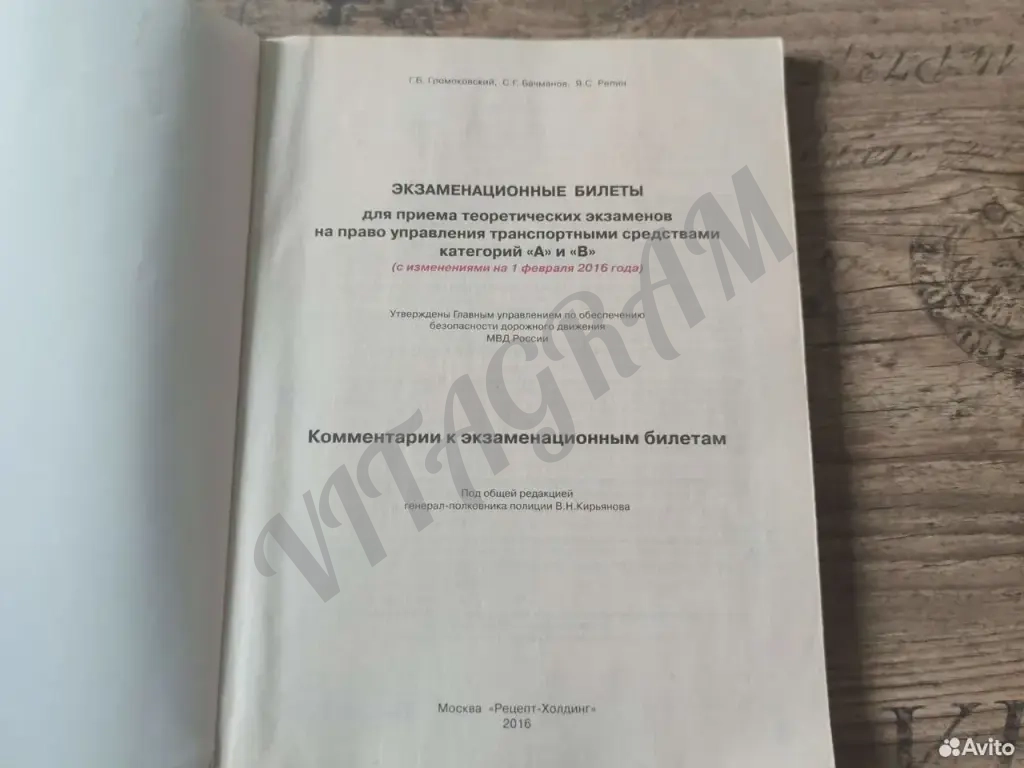 Г.Б. Громоковский, С.Г. Бачманов, Я.С. Репин
ЭКЗАМЕНАЦИОННЫЕ БИЛЕТЫ
для приема теоретических экзаменов
на право управления транспортными средствами
категорий «А» и «В»
(с изменениями на 1 февраля 2016 года)
Утверждены Главным управлением по обеспечению
безопасности дорожного движения
МВД России
Комментарии к экзаменационным билетам
Под общей редакцией
генерал-полковника полиции В.Н.Кирьянова
Москва «Рецепт-Холдинг»
2016
VITAGRAM
Avito